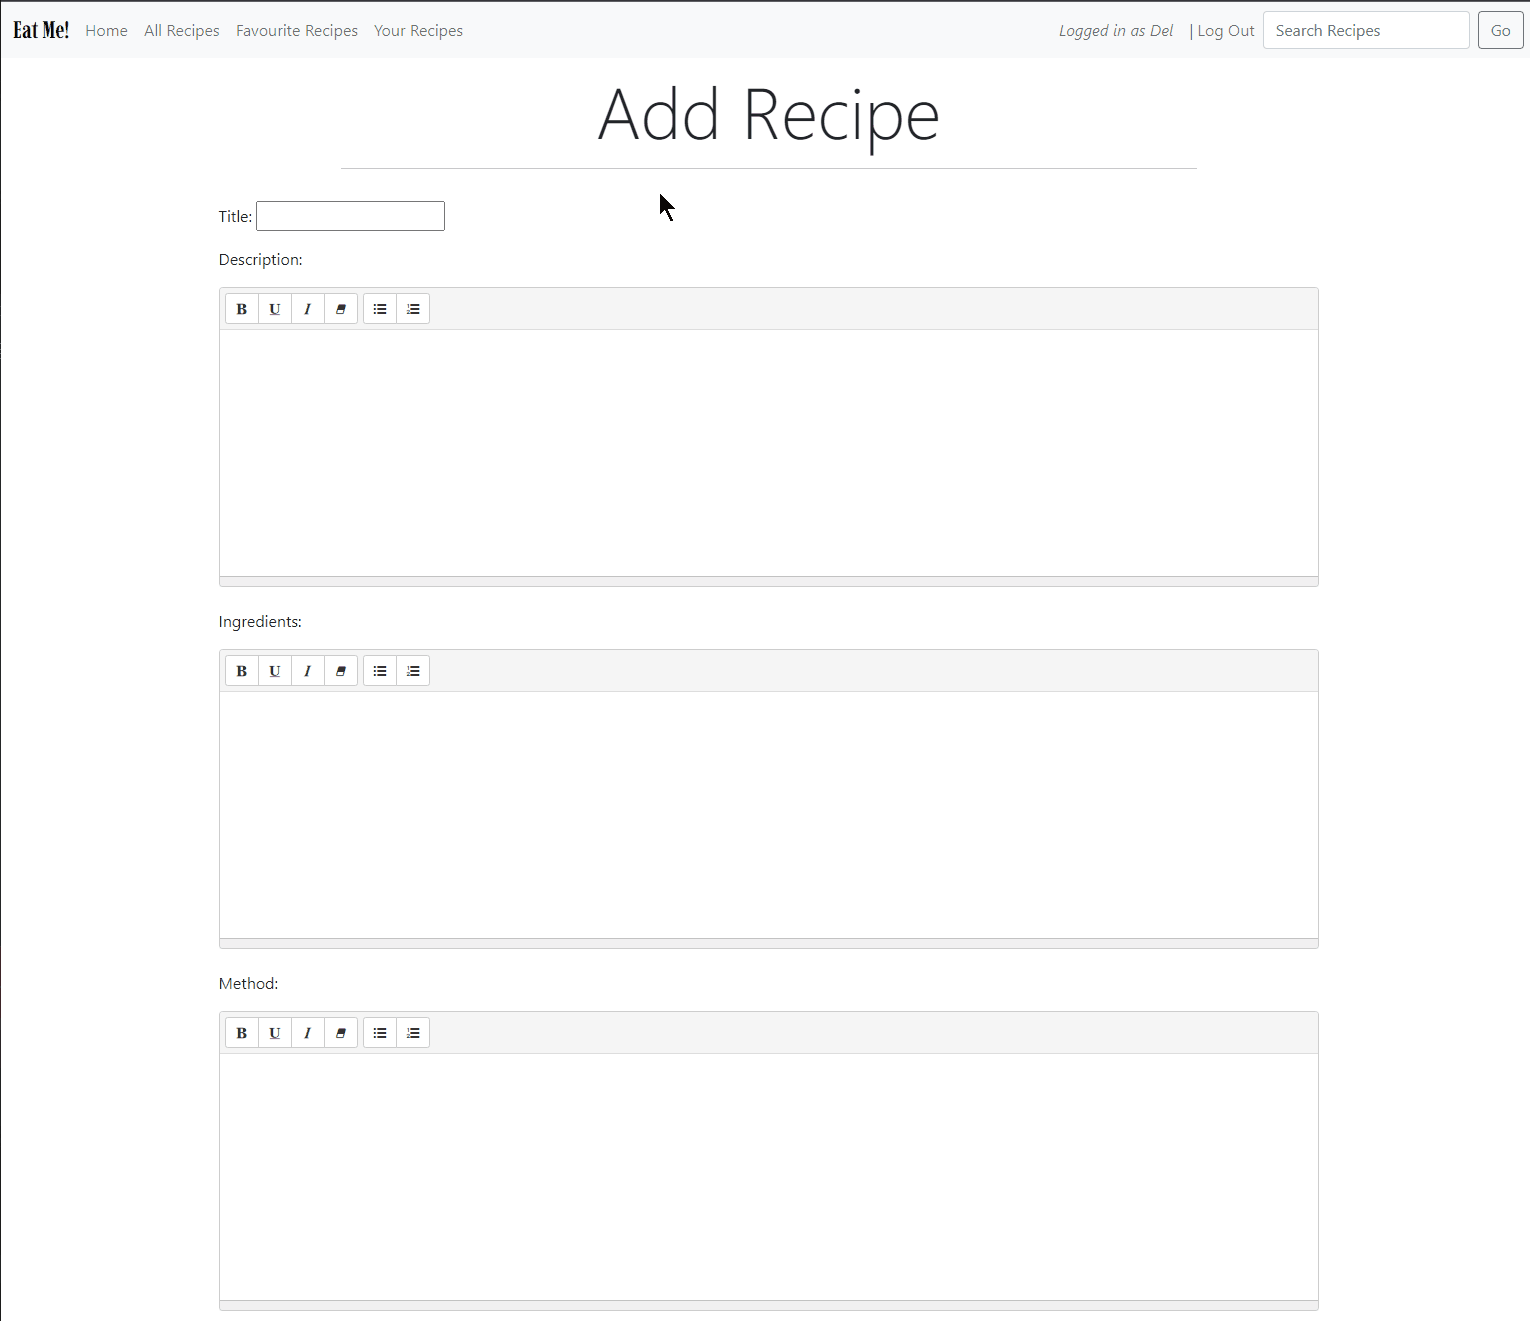 Eat Me! Home All Recipes Favourite Recipes Your Recipes Logged in as Del | Log Out Search Recipes Go
Add Recipe
Title:
Description:
B U I
Ingredients:
B U I
Method:
B U I